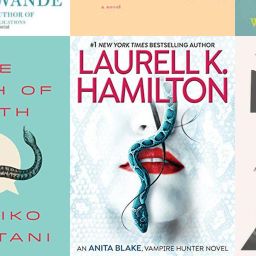 WANDE
UTHOR OF
a novel
#1 NEW YORK TIMES BESTSELLING AUTHOR
LAURELL K.
HAMILTON
E
H OF
TH
IKO
TANI
AN ANITA BLAKE, VAMPIRE HUNTER NOVEL